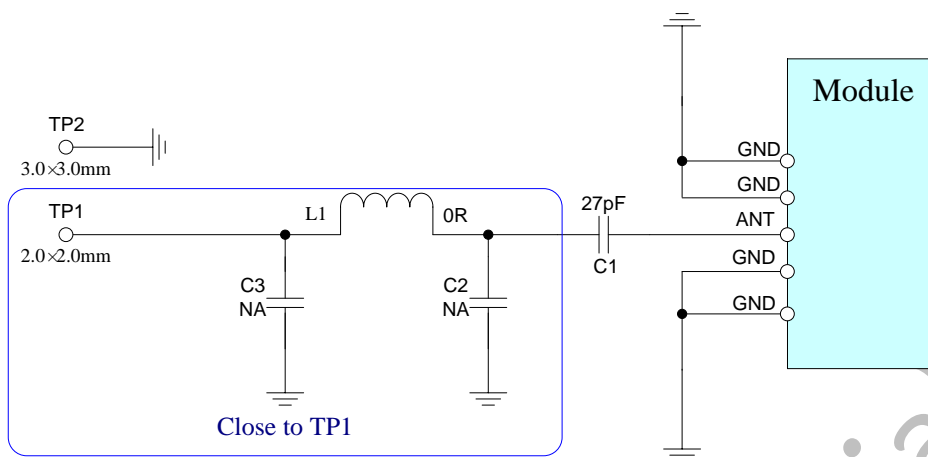 Module
TP2
3.0×3.0mm
GND
GND
TP1
2.0×2.0mm
L1
0R
27pF
C1
ANT
GND
GND
C3
NA
C2
NA
Close to TP1